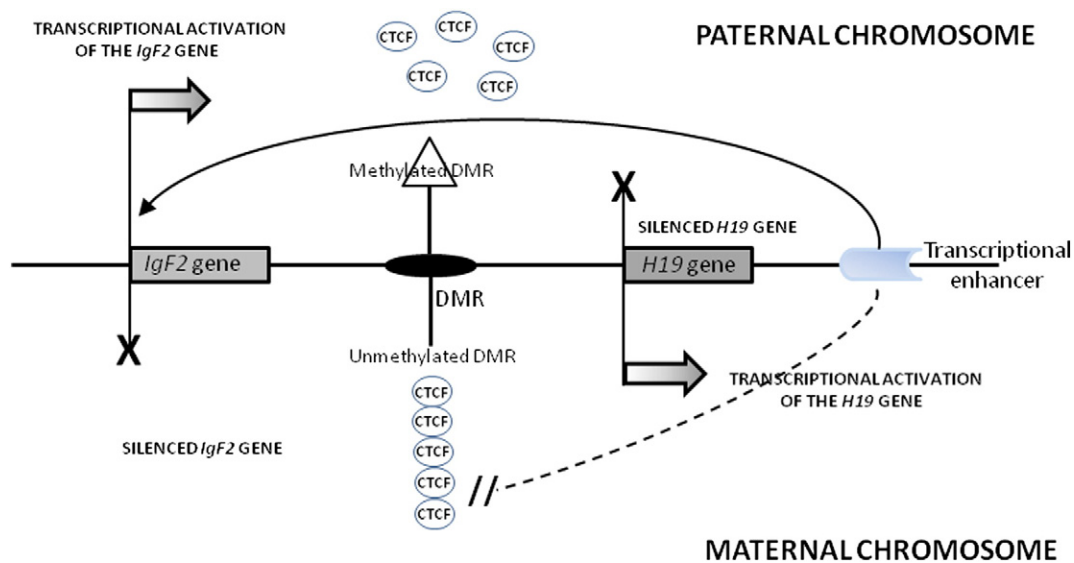 TRANSCRIPTIONAL ACTIVATION
OF THE IgF2 GENE
CTCF
CTCF
CTCF
CTCF
CTCF
PATERNAL CHROMOSOME
Methylated DMR
X
SILENCED H19 GENE
IgF2 gene
H19 gene
Transcriptional
enhancer
DMR
X
Unmethylated DMR
TRANSCRIPTIONAL ACTIVATION
OF THE H19 GENE
CTCF
CTCF
CTCF
CTCF
CTCF
SILENCED IgF2 GENE
//
MATERNAL CHROMOSOME